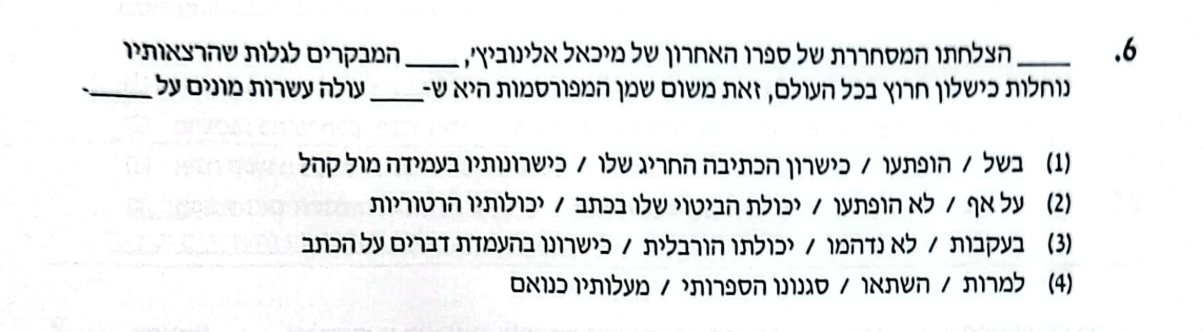 6. ____ הצלחתו המסחררת של ספרו האחרון של מיכאל אלינוביץ', ____ המבקרים לגלות שהרצאותיו
נוחלות כישלון חרוץ בכל העולם, זאת משום שמן המפורסמות היא ש-____ עולה עשרות מונים על ____.
(1) בשל / הופתעו / כישרון הכתיבה החריג שלו / כישרונותיו בעמידה מול קהל
(2) על אף / לא הופתעו / יכולת הביטוי שלו בכתב / יכולותיו הרטוריות
(3) בעקבות / לא נדהמו / יכולתו הורבלית / כישרונו בהעמדת דברים על הכתב
(4) למרות / השתאו / סגנונו הספרותי / מעלותיו כנואם